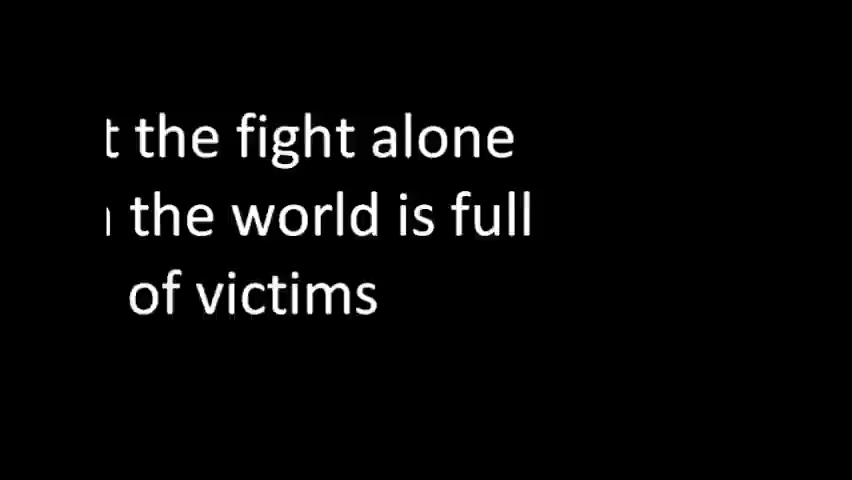 the fight alone
the world is full
of victims